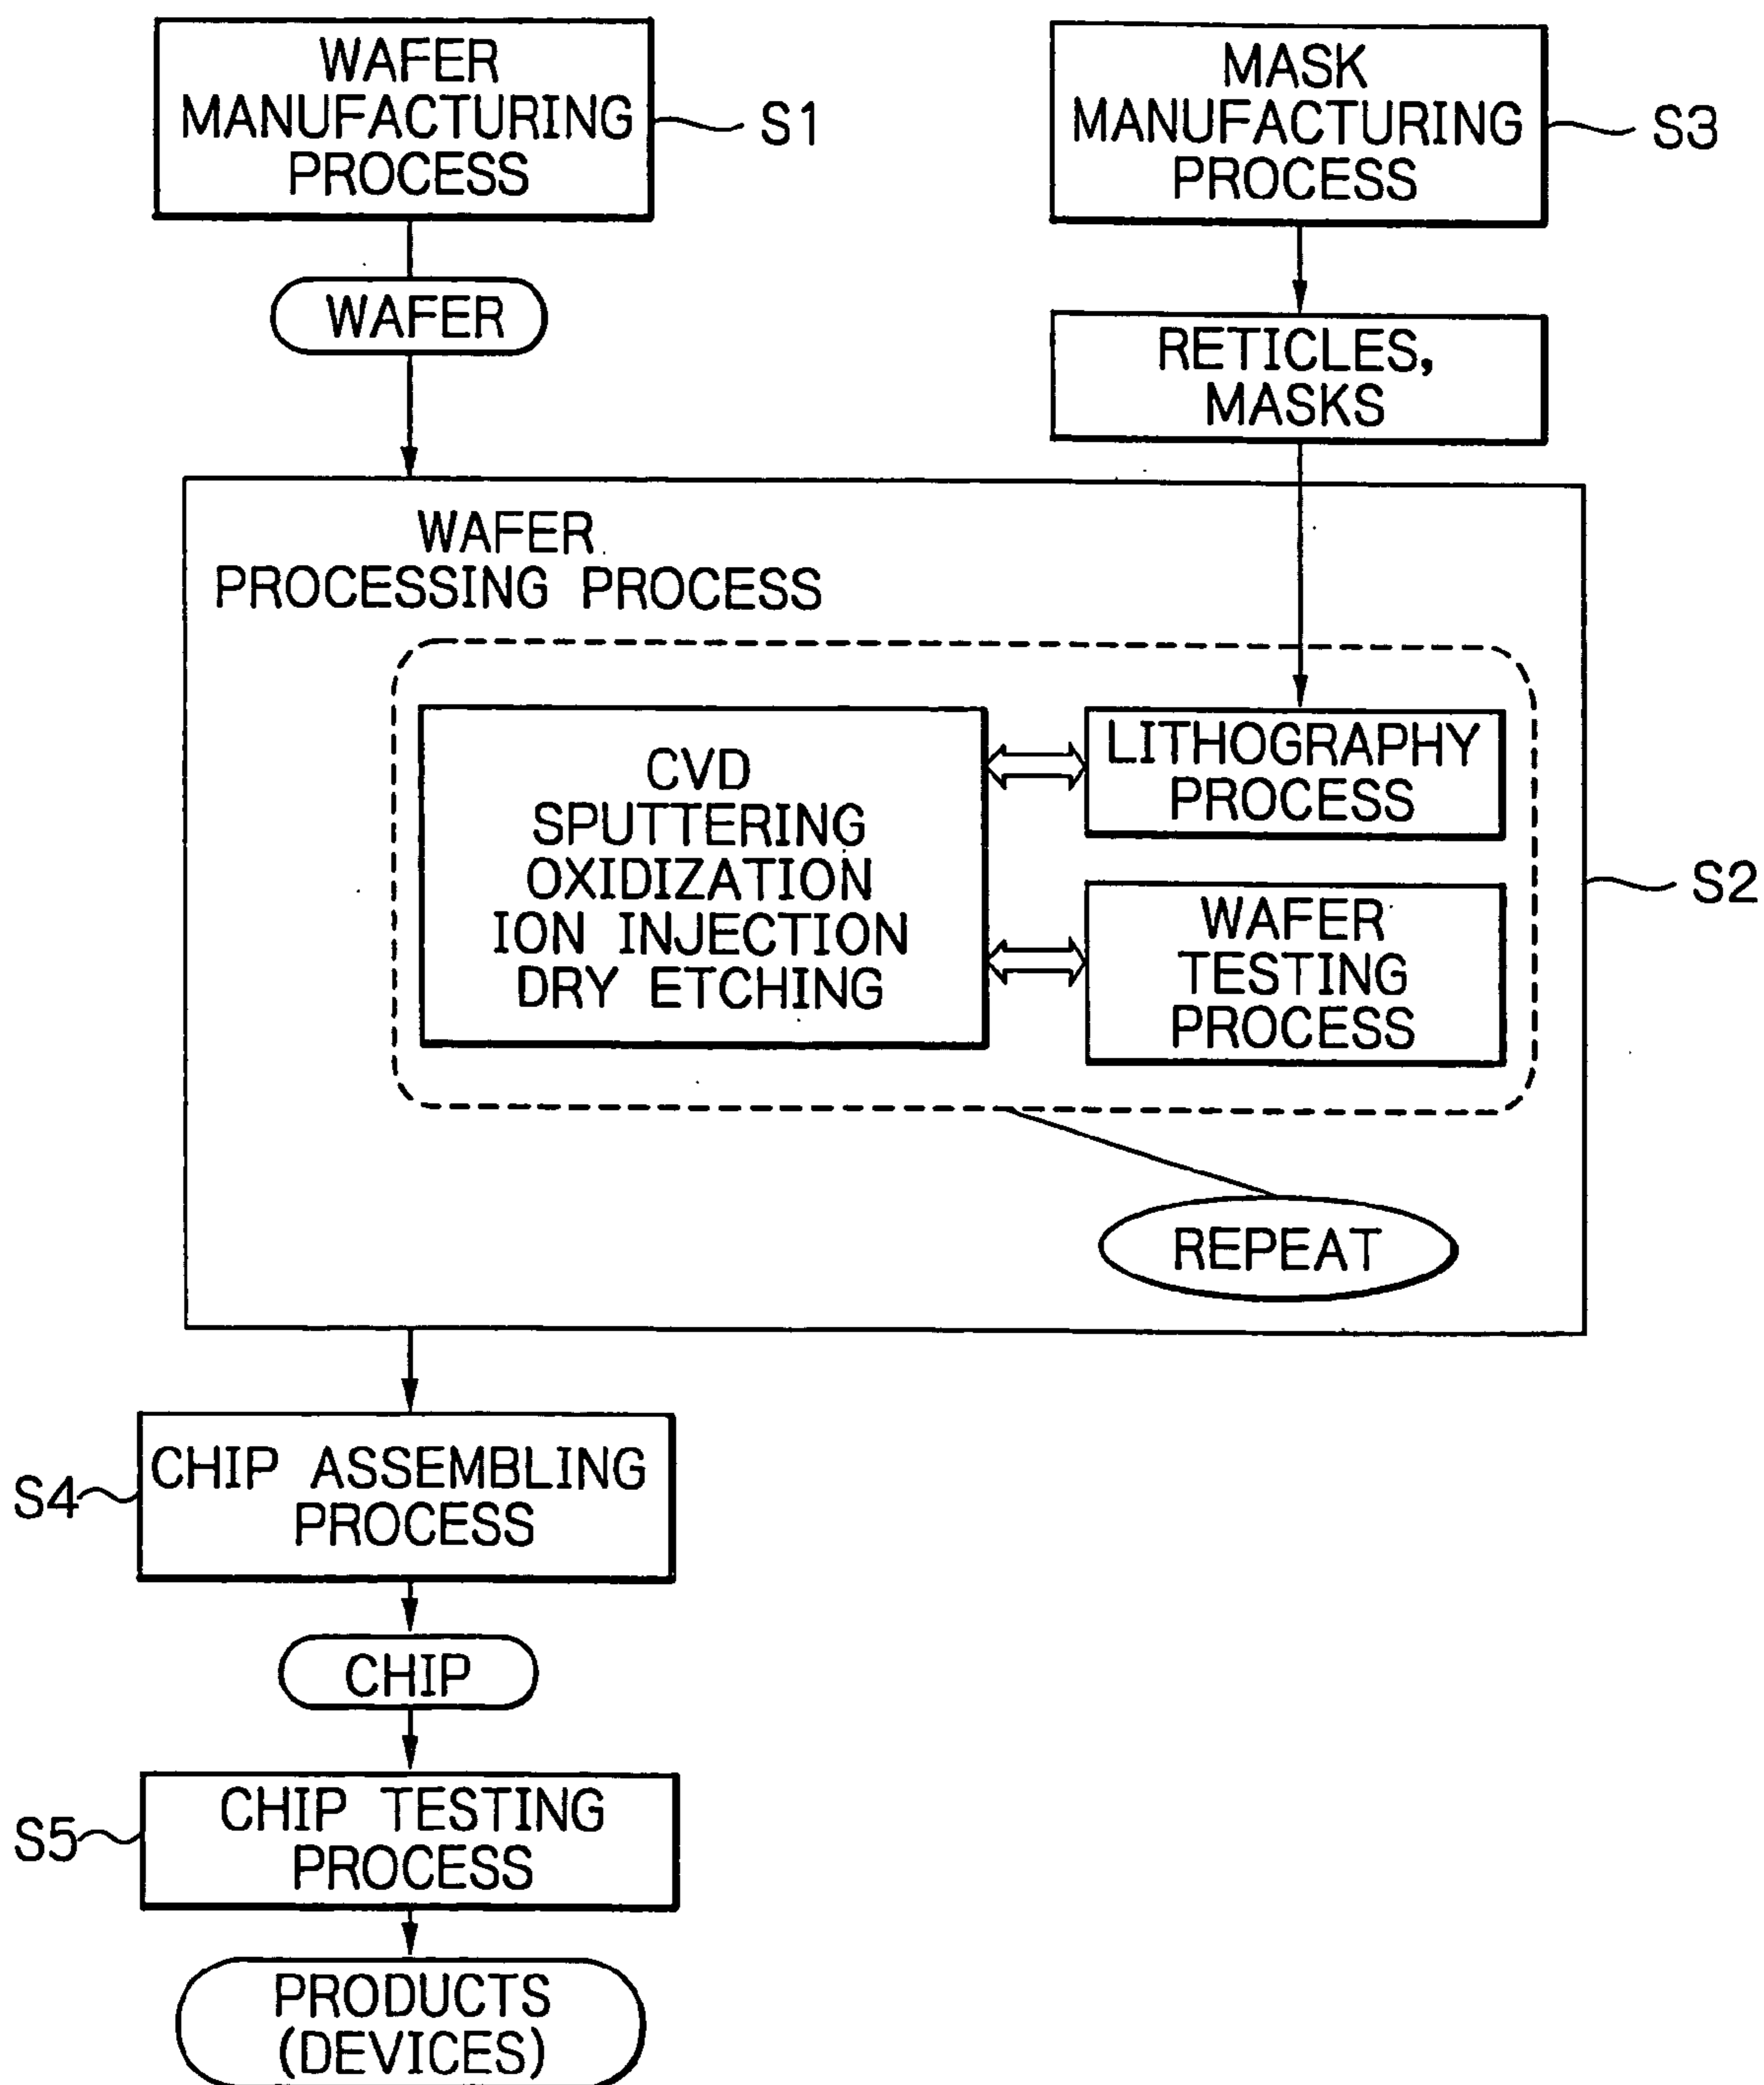 WAFER
MANUFACTURING
PROCESS
S1
MASK
MANUFACTURING
PROCESS
S3
WAFER
RETICLES,
MASKS
WAFER
PROCESSING PROCESS
CVD
SPUTTERING
OXIDIZATION
ION INJECTION
DRY ETCHING
LITHOGRAPHY
PROCESS
WAFER
TESTING
PROCESS
S2
REPEAT
CHIP ASSEMBLING
PROCESS
S4
CHIP
CHIP TESTING
PROCESS
S5
PRODUCTS
(DEVICES)